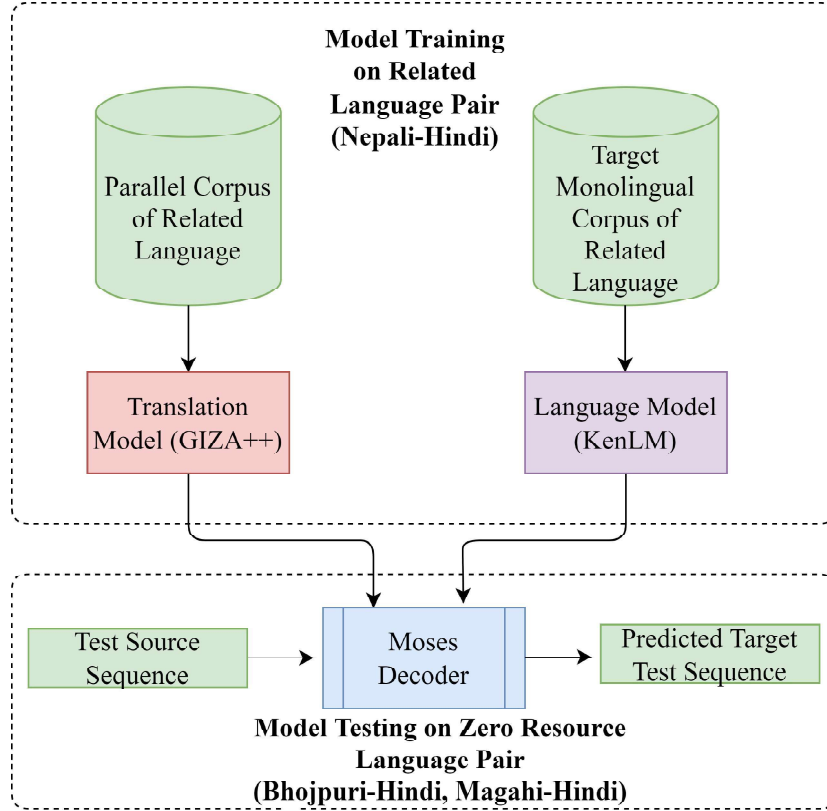 Model Training
on Related
Language Pair
(Nepali-Hindi)
Parallel Corpus
of Related
Language
Target
Monolingual
Corpus of
Related
Language
Translation
Model (GIZA++)
Language Model
(KenLM)
Test Source
Sequence
Moses
Decoder
Predicted Target
Test Sequence
Model Testing on Zero Resource
Language Pair
(Bhojpuri-Hindi, Magahi-Hindi)